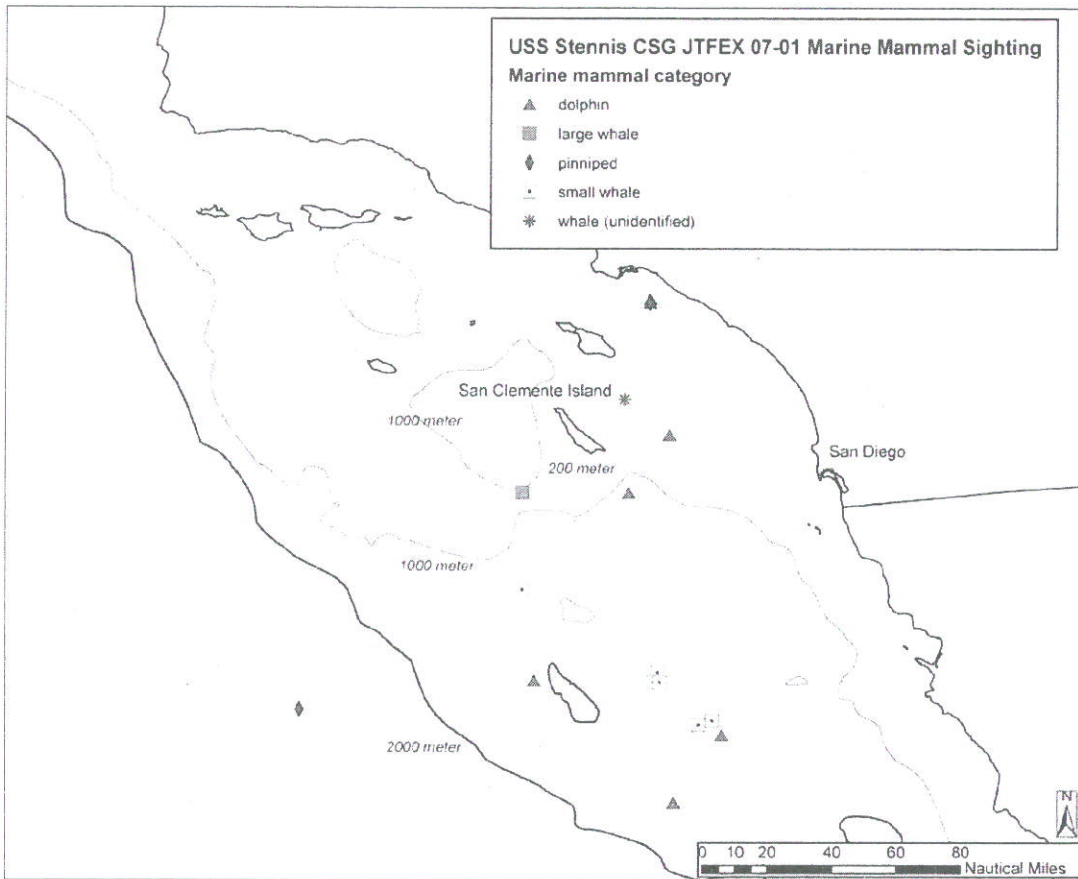 USS Stennis CSG JTFEX 07-01 Marine Mammal Sighting
Marine mammal category
dolphin
large whale
pinniped
small whale
whale (unidentified)
San Clemente Island
1000 meter
San Diego
200 meter
1000 meter
2000 meter
N
0 10 20 40 60 80
Nautical Miles